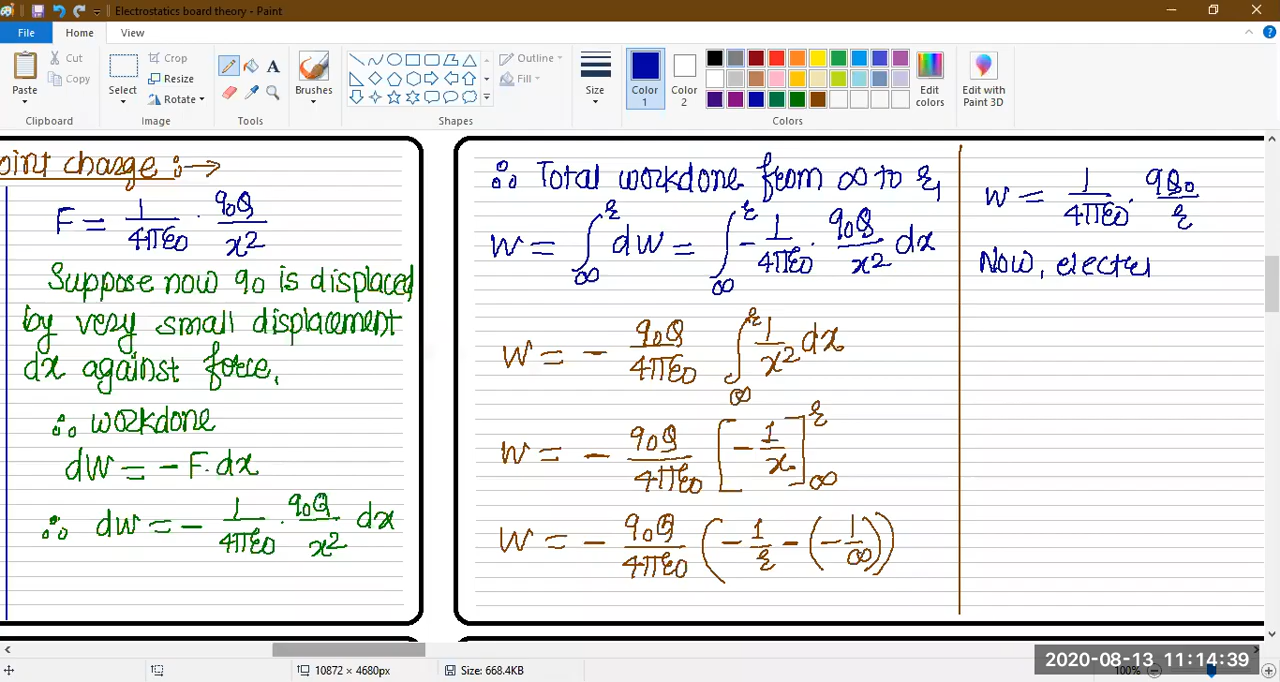 Electrostatics board theory - Paint
File Home View
Paste
Cut
Copy
Clipboard
Select
Crop
Resize
Rotate
Image
A
Tools
Brushes
Shapes
Outline
Fill
Size
Color 1
Color 2
Colors
Edit colors
Edit with Paint 3D
oint charge :→
F = 1/4πε0 · q0Q/x2
Suppose now q0 is displaced
by very small displacement
dx against force.
∴ workdone
dW = - F.dx
∴ dw = - 1/4πε0 · q0Q/x2 dx
∴ Total workdone from ∞ to r,
W = ∫∞r dW = ∫∞r - 1/4πε0 · q0Q/x2 dx
W = - q0Q/4πε0 ∫∞r 1/x2 dx
W = - q0Q/4πε0 [- 1/x]r∞
W = - q0Q/4πε0 (- 1/r - (- 1/∞))
W = 1/4πε0 · qQ0/r
Now, electer
10872 × 4680px
Size: 668.4KB
100%
2020-08-13 11:14:39